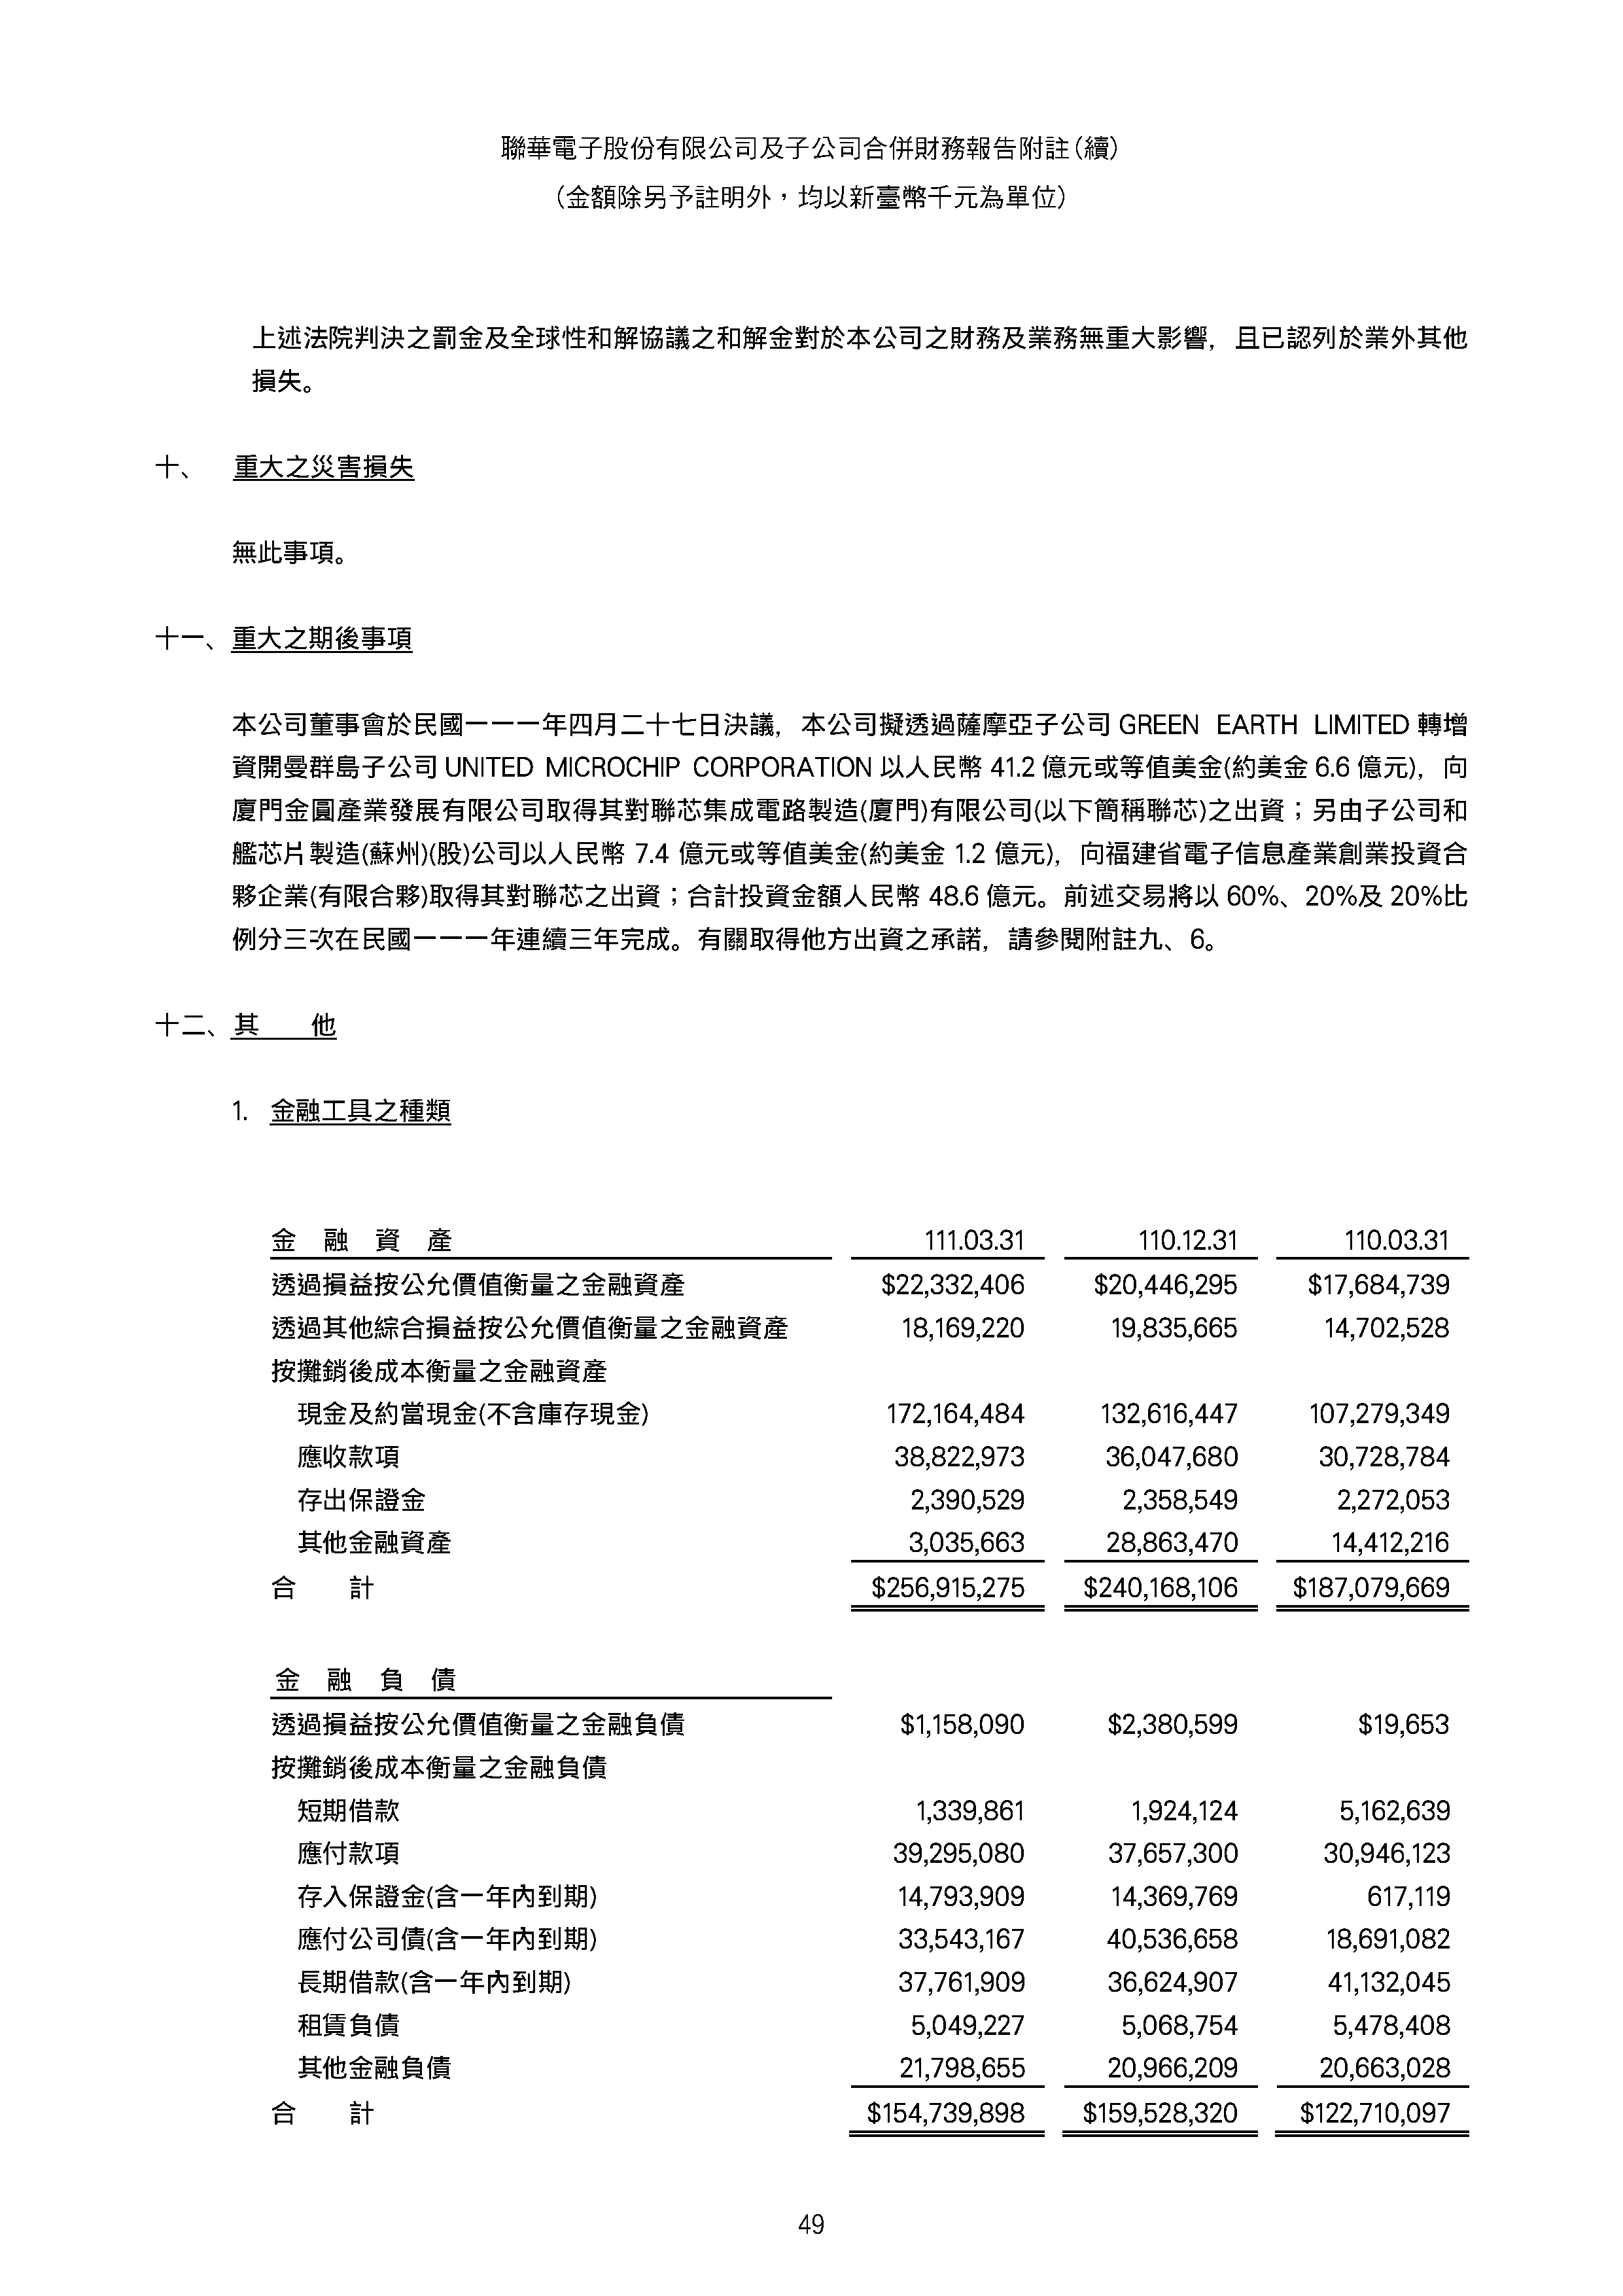 聯華電子股份有限公司及子公司合併財務報告附註(續)
(金額除另予註明外，均以新臺幣千元為單位)
上述法院判決之罰金及全球性和解協議之和解金對於本公司之財務及業務無重大影響，且已認列於業外其他
損失。
十、 重大之災害損失
無此事項。
十一、重大之期後事項
本公司董事會於民國一一一年四月二十七日決議，本公司擬透過薩摩亞子公司 GREEN EARTH LIMITED 轉增
資開曼群島子公司 UNITED MICROCHIP CORPORATION 以人民幣 41.2 億元或等值美金(約美金 6.6 億元)，向
廈門金圓產業發展有限公司取得其對聯芯集成電路製造(廈門)有限公司(以下簡稱聯芯)之出資；另由子公司和
艦芯片製造(蘇州)(股)公司以人民幣 7.4 億元或等值美金(約美金 1.2 億元)，向福建省電子信息產業創業投資合
夥企業(有限合夥)取得其對聯芯之出資；合計投資金額人民幣 48.6 億元。前述交易將以 60%、20%及 20%比
例分三次在民國一一一年連續三年完成。有關取得他方出資之承諾，請參閱附註九、6。
十二、其 他
1. 金融工具之種類
金 融 資 產 111.03.31 110.12.31 110.03.31
透過損益按公允價值衡量之金融資產 $22,332,406 $20,446,295 $17,684,739
透過其他綜合損益按公允價值衡量之金融資產 18,169,220 19,835,665 14,702,528
按攤銷後成本衡量之金融資產
現金及約當現金(不含庫存現金) 172,164,484 132,616,447 107,279,349
應收款項 38,822,973 36,047,680 30,728,784
存出保證金 2,390,529 2,358,549 2,272,053
其他金融資產 3,035,663 28,863,470 14,412,216
合 計 $256,915,275 $240,168,106 $187,079,669
金 融 負 債
透過損益按公允價值衡量之金融負債 $1,158,090 $2,380,599 $19,653
按攤銷後成本衡量之金融負債
短期借款 1,339,861 1,924,124 5,162,639
應付款項 39,295,080 37,657,300 30,946,123
存入保證金(含一年內到期) 14,793,909 14,369,769 617,119
應付公司債(含一年內到期) 33,543,167 40,536,658 18,691,082
長期借款(含一年內到期) 37,761,909 36,624,907 41,132,045
租賃負債 5,049,227 5,068,754 5,478,408
其他金融負債 21,798,655 20,966,209 20,663,028
合 計 $154,739,898 $159,528,320 $122,710,097
49